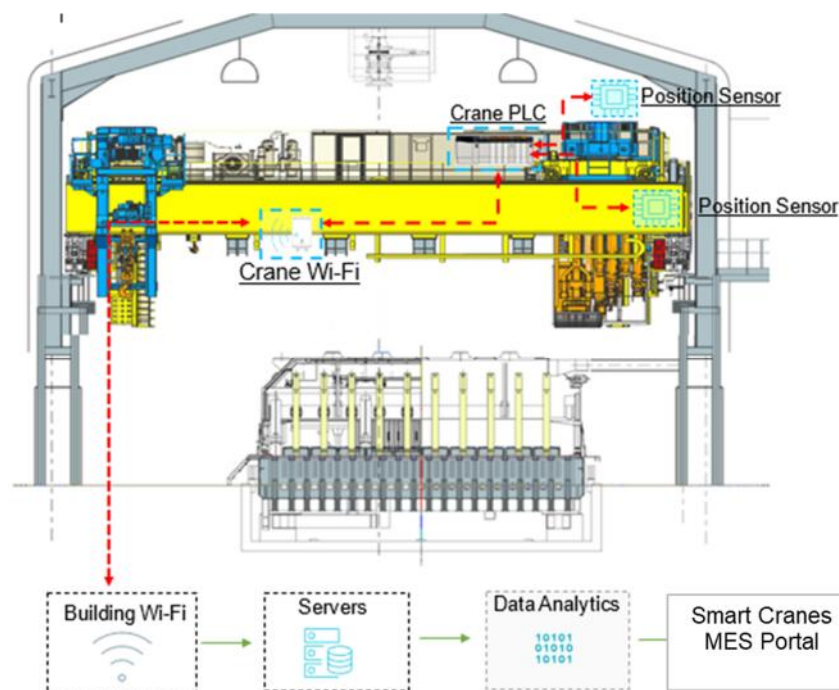 Position Sensor
Crane PLC
Position Sensor
Crane Wi-Fi
Building Wi-Fi
Servers
Data Analytics
10101
01010
10101
Smart Cranes
MES Portal